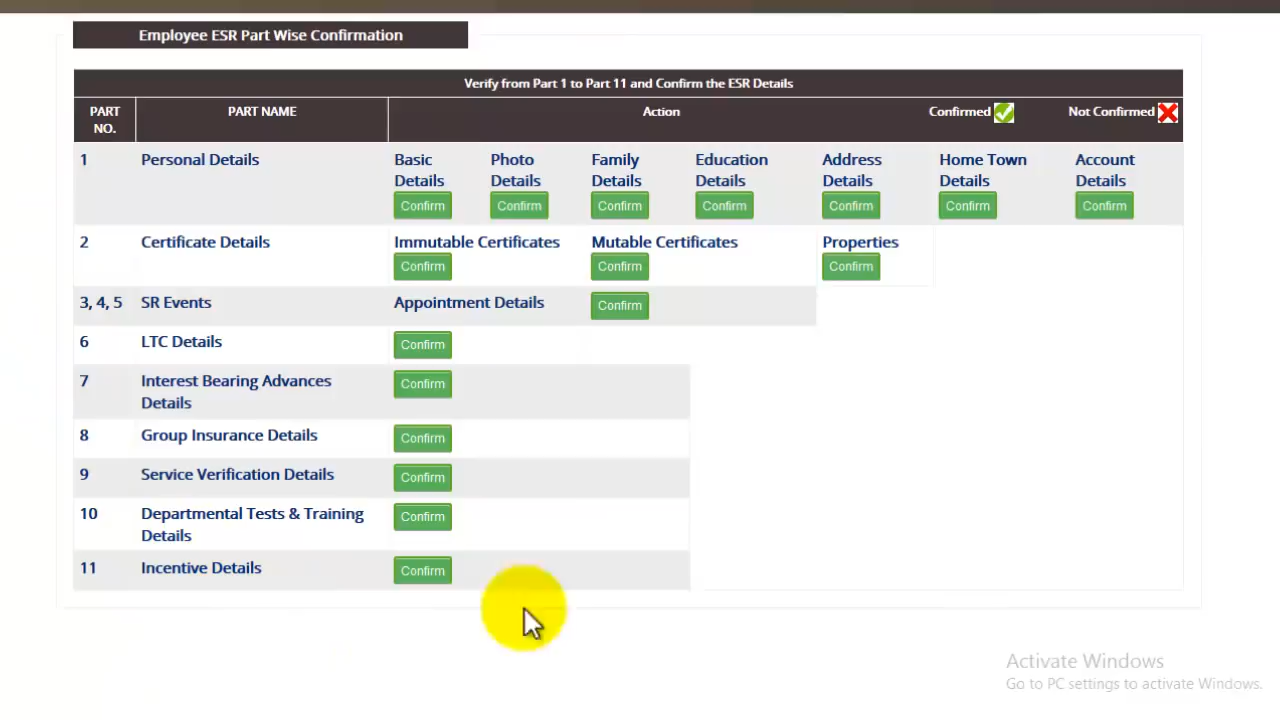 Employee ESR Part Wise Confirmation
Verify from Part 1 to Part 11 and Confirm the ESR Details
PART NO. PART NAME Action Confirmed Not Confirmed
1 Personal Details
Basic Details Photo Details Family Details Education Details Address Details Home Town Details Account Details
Confirm Confirm Confirm Confirm Confirm Confirm Confirm
2 Certificate Details Immutable Certificates Mutable Certificates Properties
Confirm Confirm Confirm
3, 4, 5 SR Events Appointment Details Confirm
6 LTC Details Confirm
7 Interest Bearing Advances Details Confirm
8 Group Insurance Details Confirm
9 Service Verification Details Confirm
10 Departmental Tests & Training Details Confirm
11 Incentive Details Confirm
Activate Windows
Go to PC settings to activate Windows.